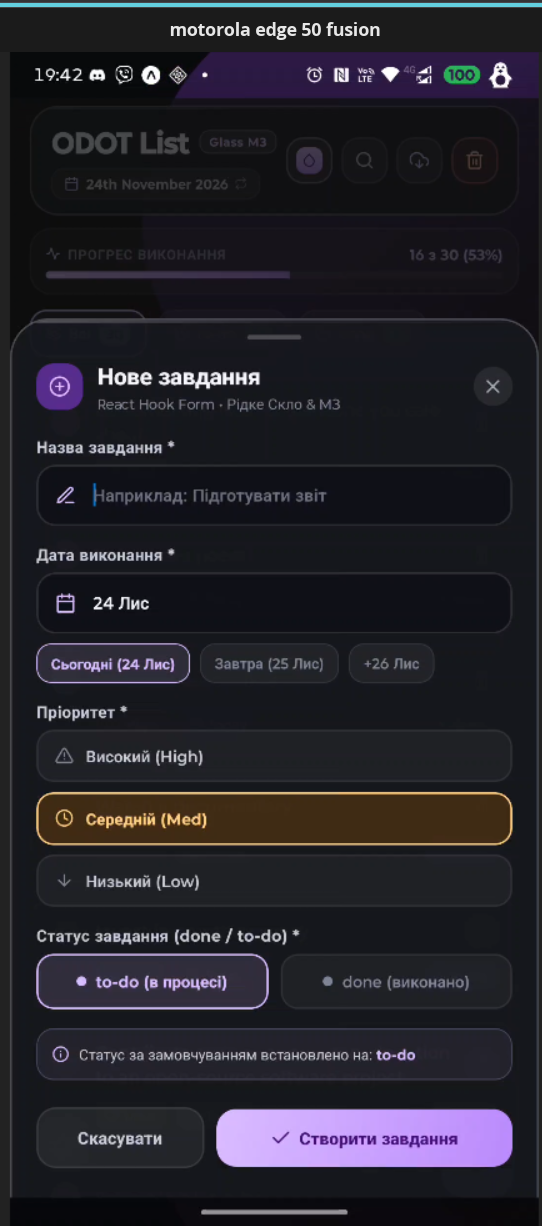 motorola edge 50 fusion
19:42
Vo))
LTE
4G
100
ODOT List
Glass M3
24th November 2026
ПРОГРЕС ВИКОНАННЯ
16 з 30 (53%)
Нове завдання
React Hook Form • Рідке Скло & M3
Назва завдання *
Наприклад: Підготувати звіт
Дата виконання *
24 Лис
Сьогодні (24 Лис)
Завтра (25 Лис)
+26 Лис
Пріоритет *
Високий (High)
Середній (Med)
Низький (Low)
Статус завдання (done / to-do) *
to-do (в процесі)
done (виконано)
Статус за замовчуванням встановлено на: to-do
Скасувати
Створити завдання